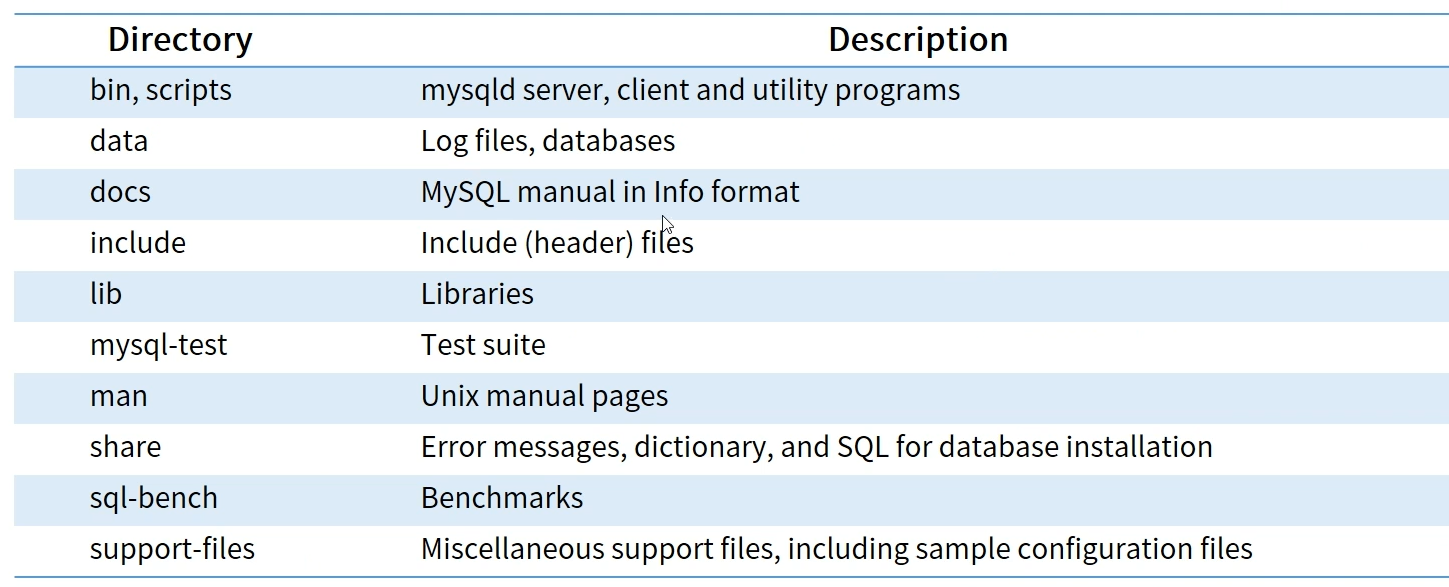 Directory Description
bin, scripts mysqld server, client and utility programs
data Log files, databases
docs MySQL manual in Info format
include Include (header) files
lib Libraries
mysql-test Test suite
man Unix manual pages
share Error messages, dictionary, and SQL for database installation
sql-bench Benchmarks
support-files Miscellaneous support files, including sample configuration files